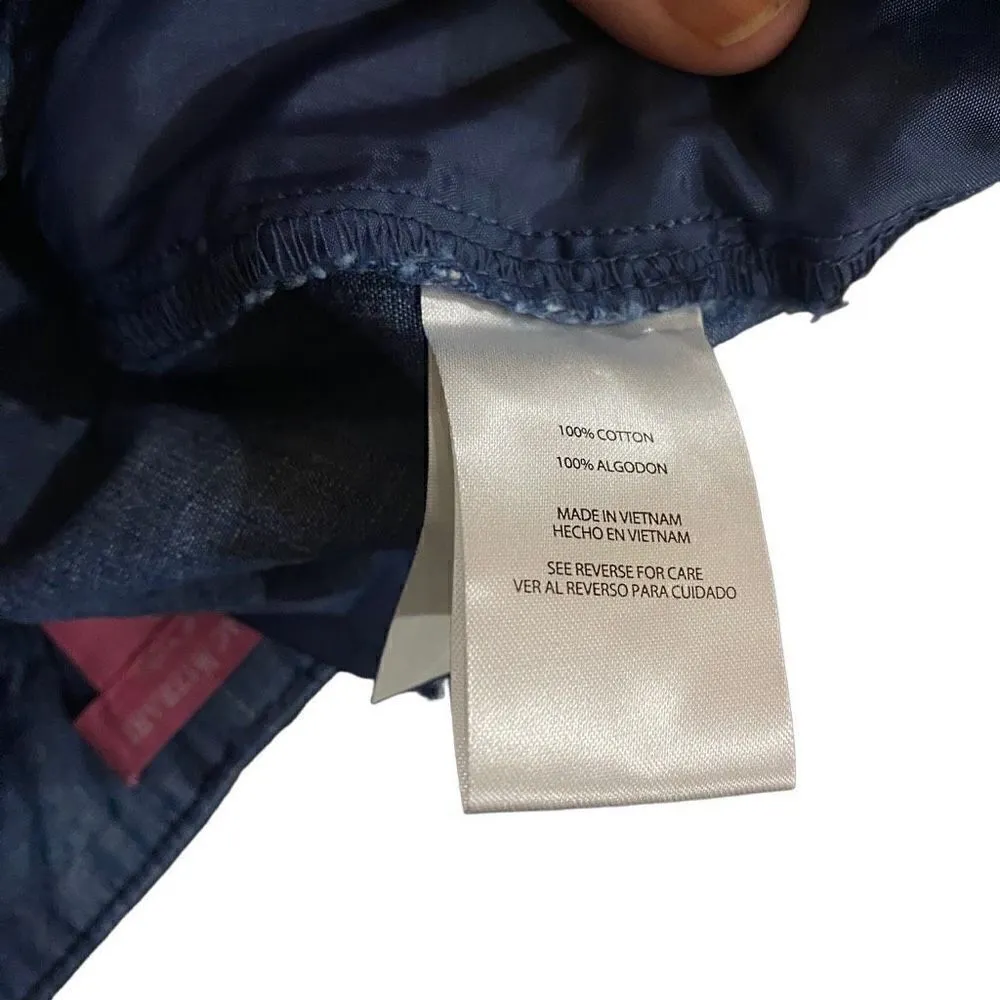 100% COTTON
100% ALGODON
MADE IN VIETNAM
HECHO EN VIETNAM
SEE REVERSE FOR CARE
VER AL REVERSO PARA CUIDADO